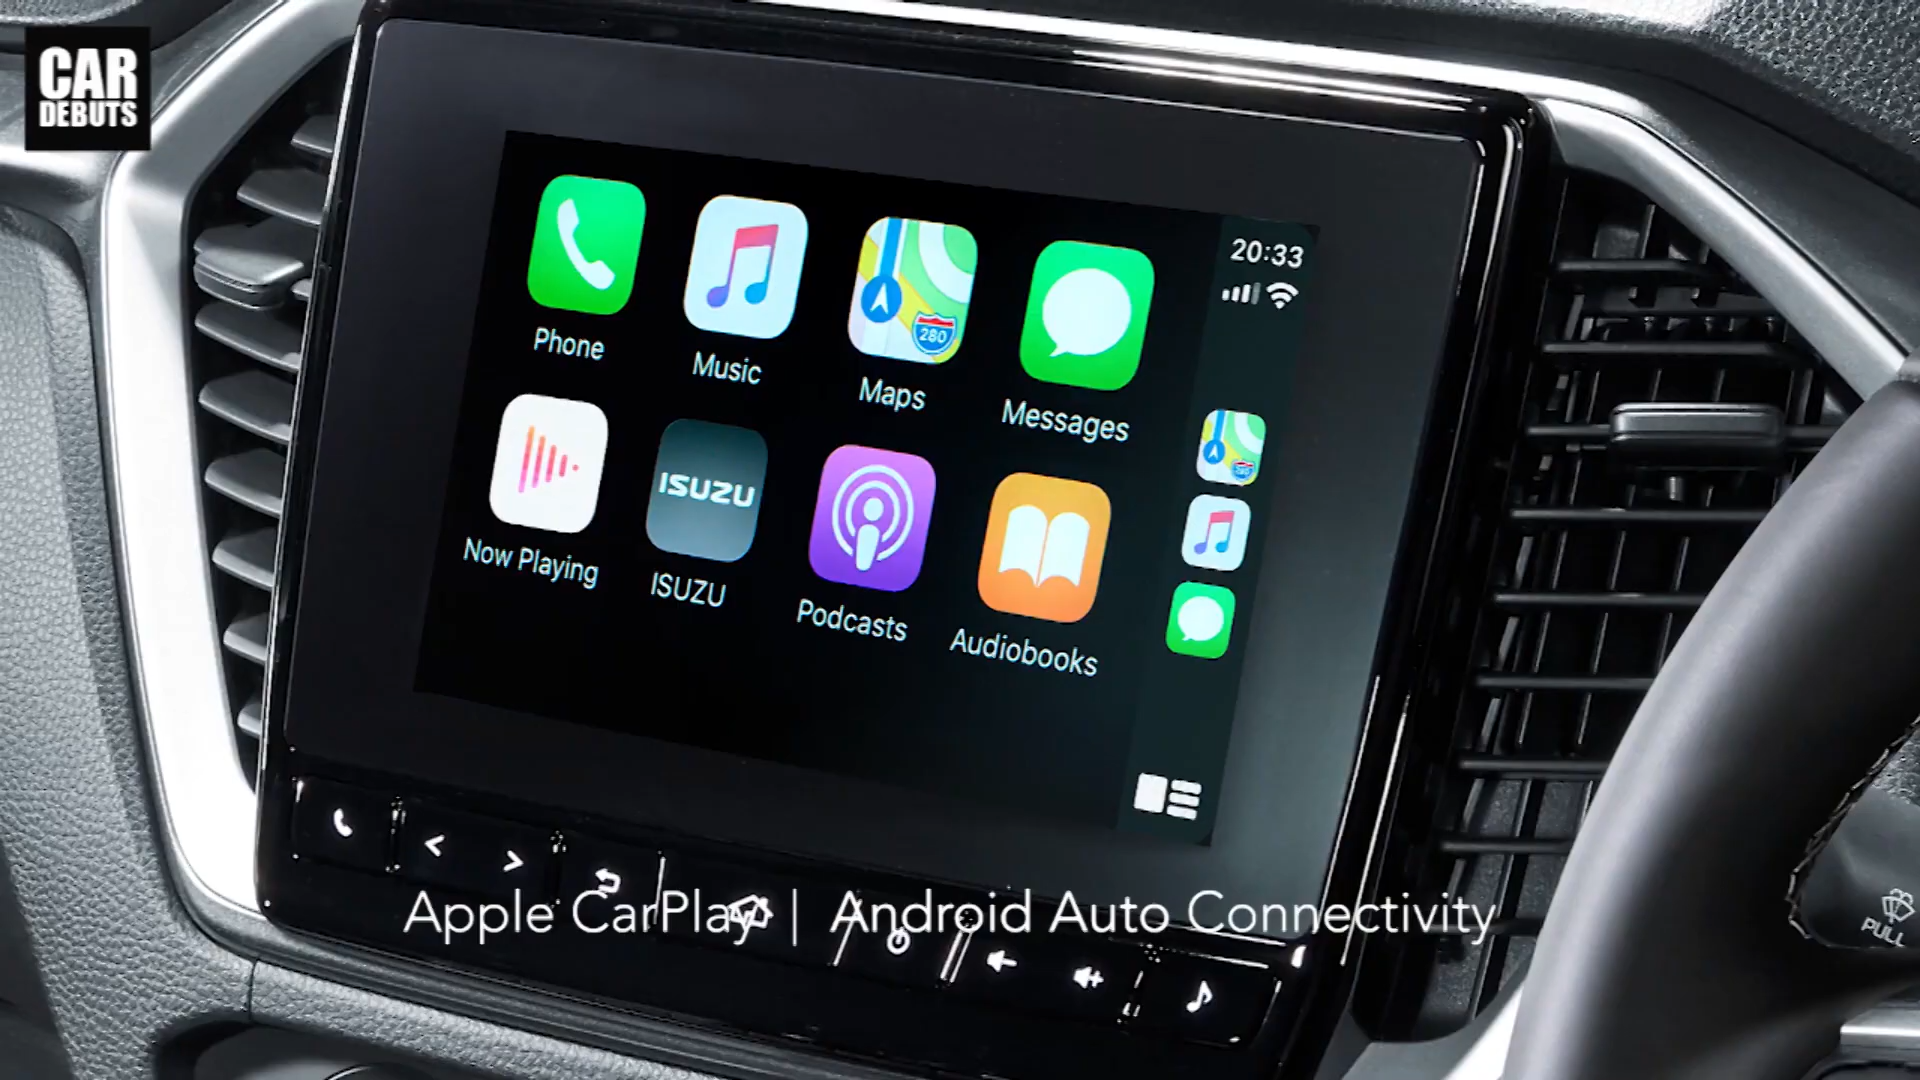 CAR
DEBUTS
20:33
Phone
Music
Maps
280
Messages
Now Playing
ISUZU
ISUZU
Podcasts
Audiobooks
Apple CarPlay | Android Auto Connectivity
PULL